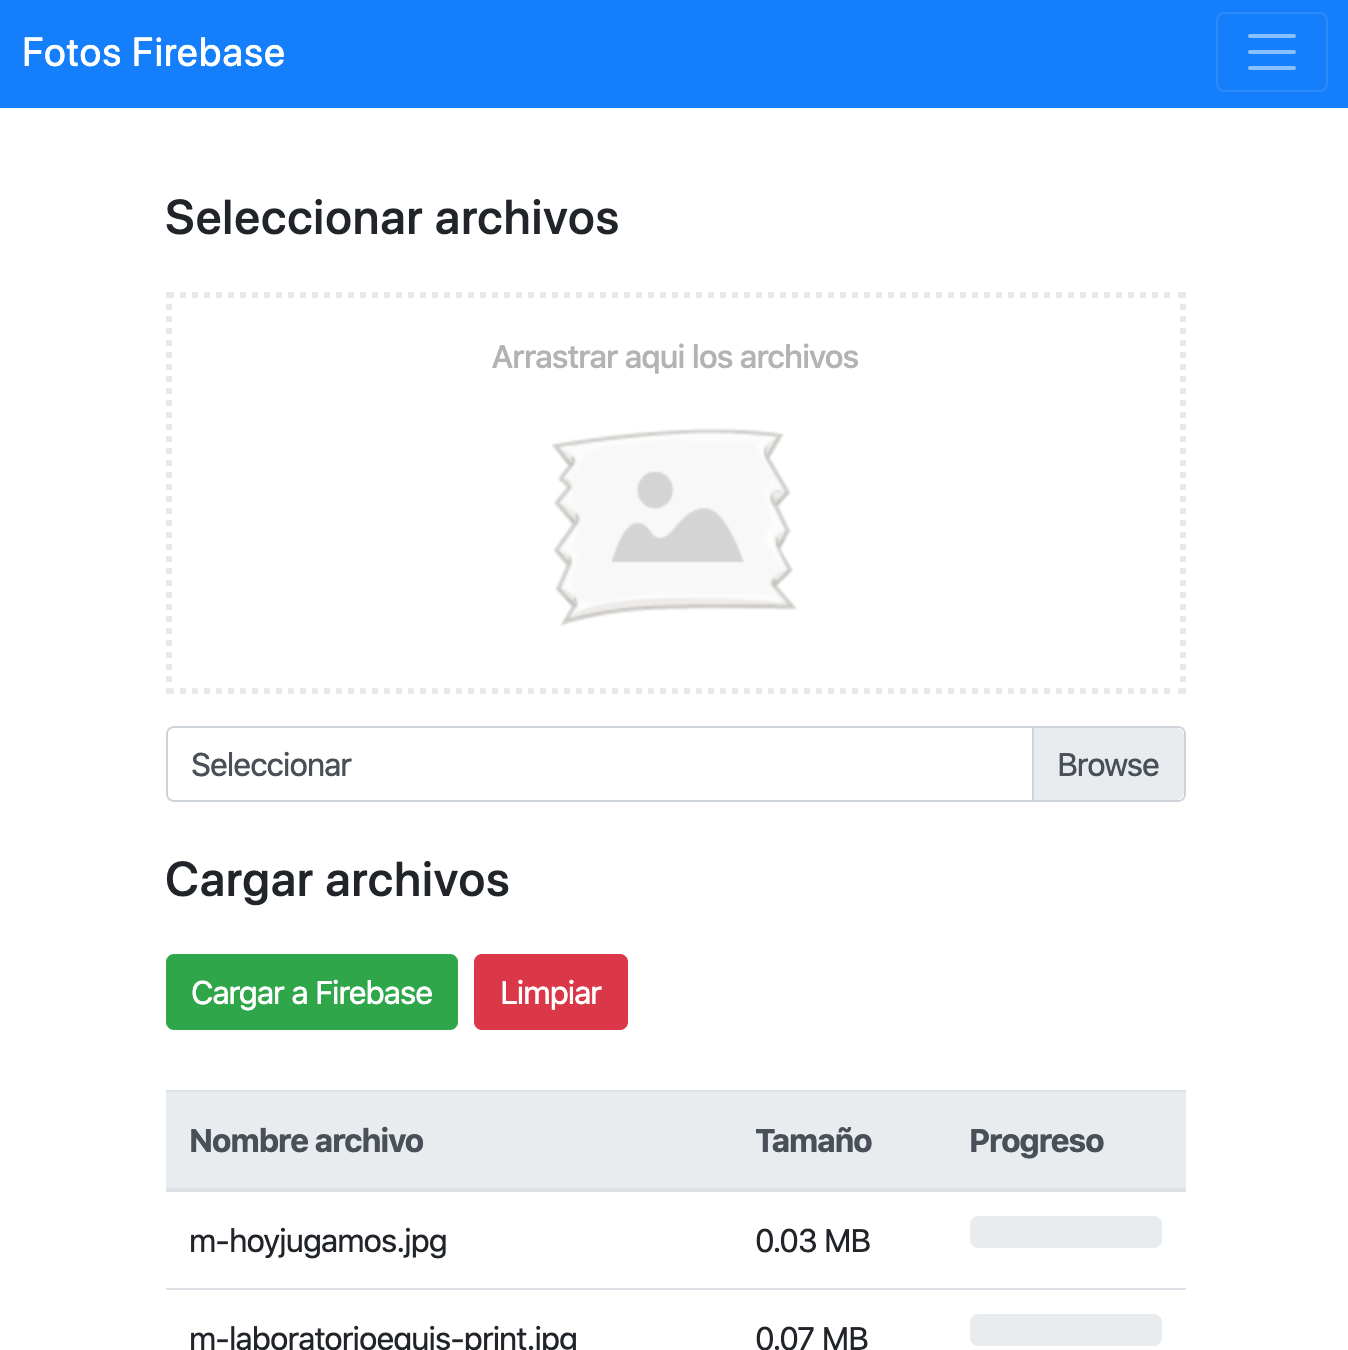 Fotos Firebase
Seleccionar archivos
Arrastrar aqui los archivos
Seleccionar Browse
Cargar archivos
Cargar a Firebase Limpiar
Nombre archivo Tamaño Progreso
m-hoyjugamos.jpg 0.03 MB
m-laboratorioequis-print.jpg 0.07 MB